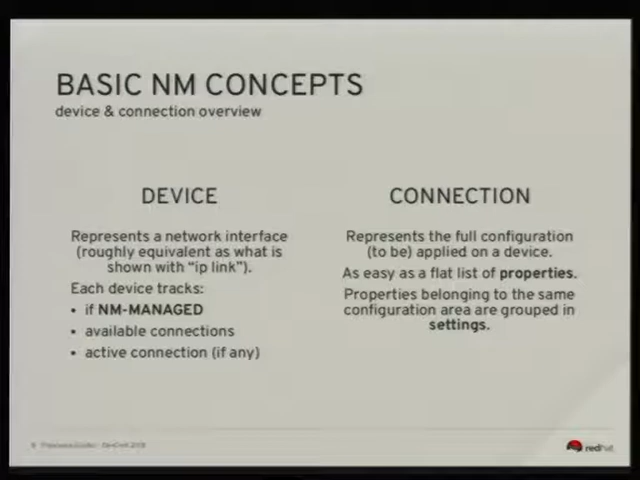 BASIC NM CONCEPTS
device & connection overview
DEVICE
Represents a network interface
(roughly equivalent as what is
shown with “ip link”).
Each device tracks:
• if NM-MANAGED
• available connections
• active connection (if any)
CONNECTION
Represents the full configuration
(to be) applied on a device.
As easy as a flat list of properties.
Properties belonging to the same
configuration area are grouped in
settings.
redhat